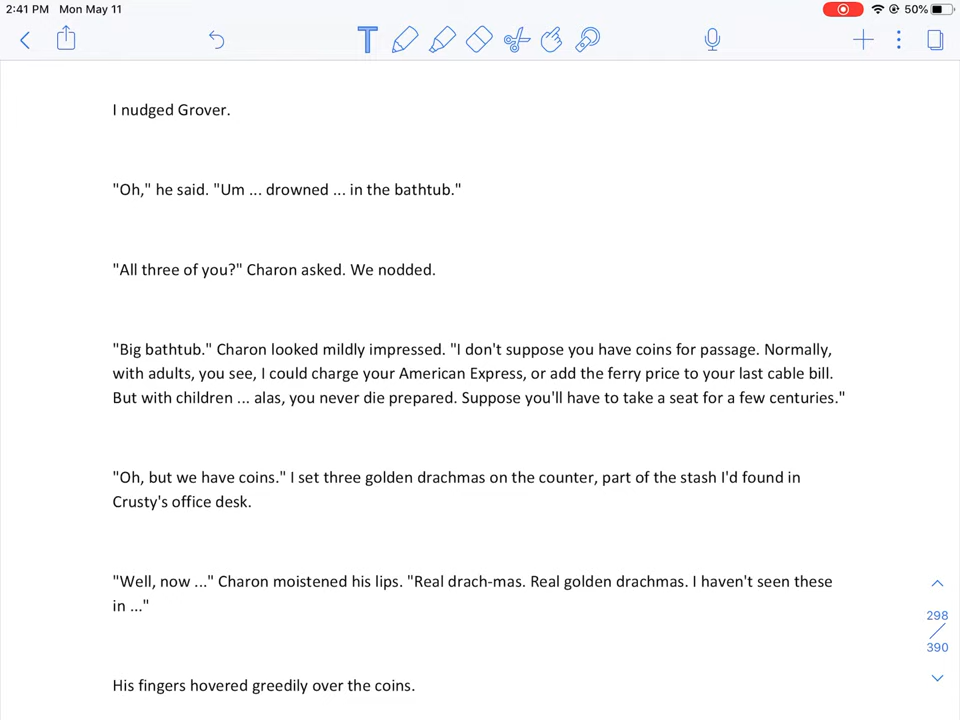 2:41 PM Mon May 11
50%
I nudged Grover.
"Oh," he said. "Um ... drowned ... in the bathtub."
"All three of you?" Charon asked. We nodded.
"Big bathtub." Charon looked mildly impressed. "I don't suppose you have coins for passage. Normally,
with adults, you see, I could charge your American Express, or add the ferry price to your last cable bill.
But with children ... alas, you never die prepared. Suppose you'll have to take a seat for a few centuries."
"Oh, but we have coins." I set three golden drachmas on the counter, part of the stash I'd found in
Crusty's office desk.
"Well, now ..." Charon moistened his lips. "Real drach-mas. Real golden drachmas. I haven't seen these
in ..."
298
/
390
His fingers hovered greedily over the coins.